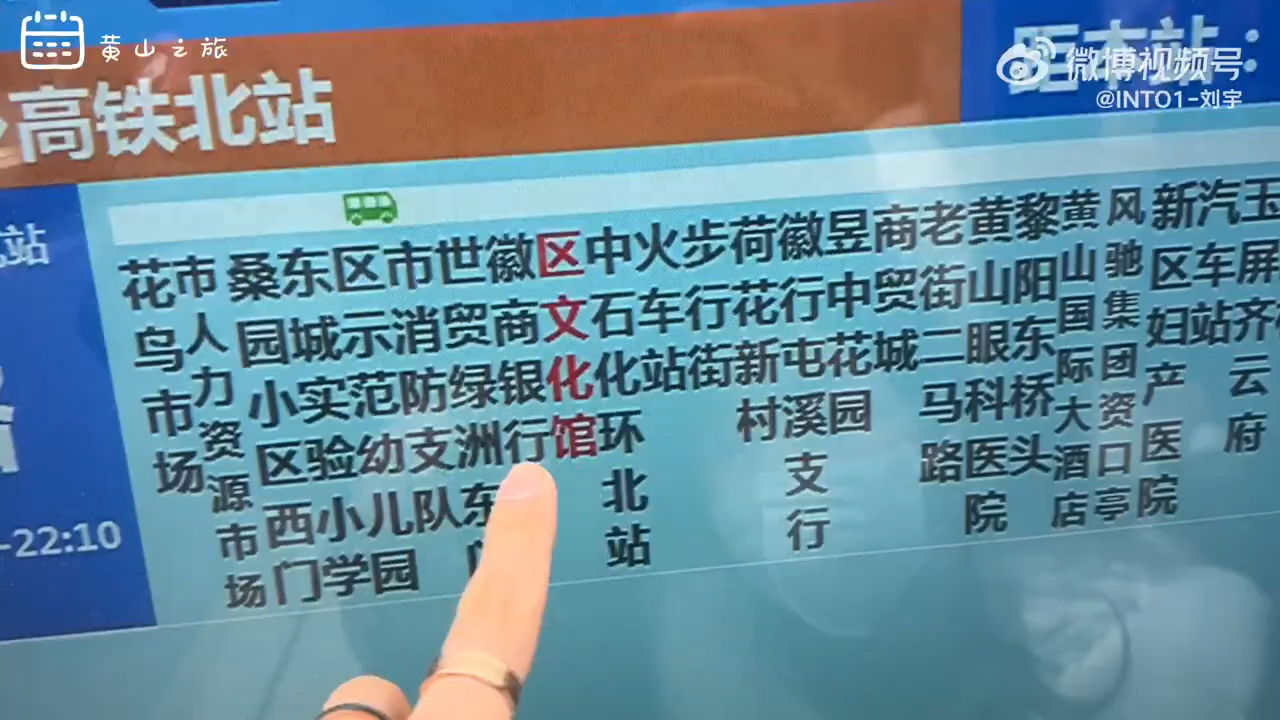 黄山之旅
微博视频号
@INTO1-刘宇
高铁北站
距本站：
站
-22:10
花鸟市场
市人力资源市场
桑园小区西门
东城实验小学
区示范幼儿园
市消防支队
世贸绿洲东门
徽商银行
区文化馆
中石化环北站
火车站
步行街
荷花新村
徽行屯溪支行
昱中花园
商贸城
老街二马路
黄山眼科医院
黎阳东桥头
黄山国际大酒店
风驰集团资口亭
新区妇产医院
汽车站
玉屏齐云府